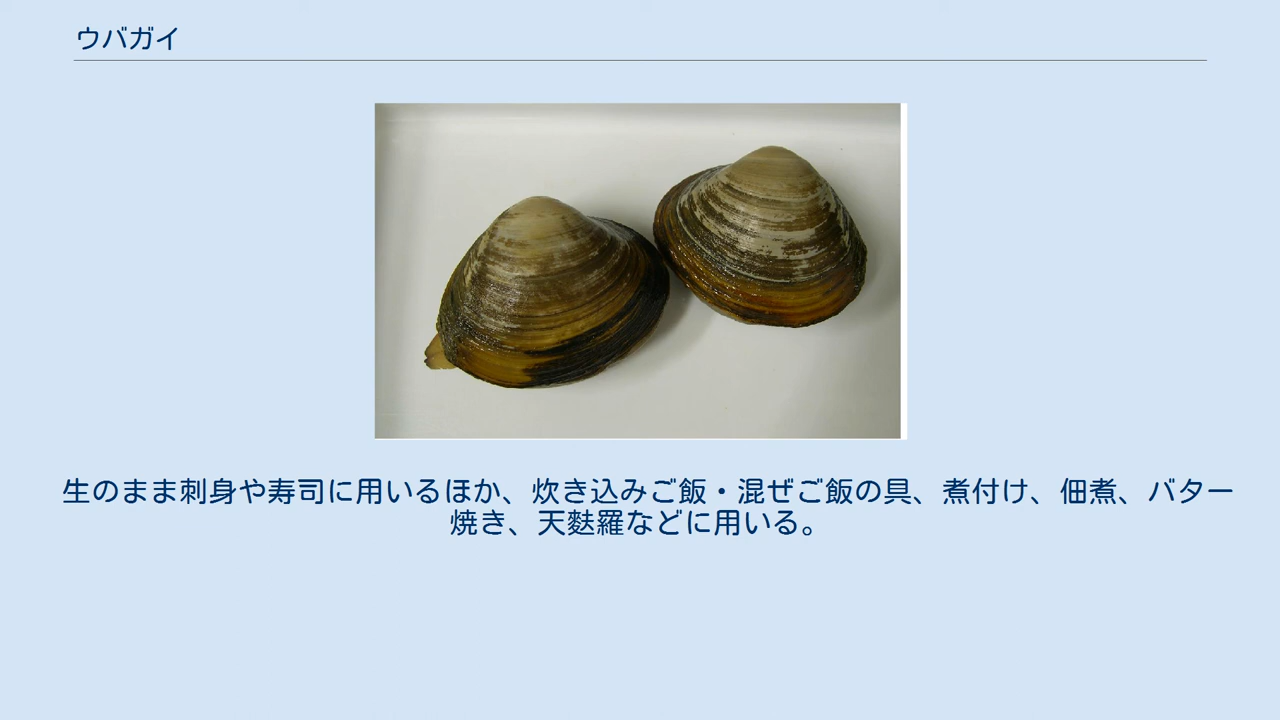 ウバガイ
生のまま刺身や寿司に用いるほか、炊き込みご飯・混ぜご飯の具、煮付け、佃煮、バター
焼き、天麩羅などに用いる。